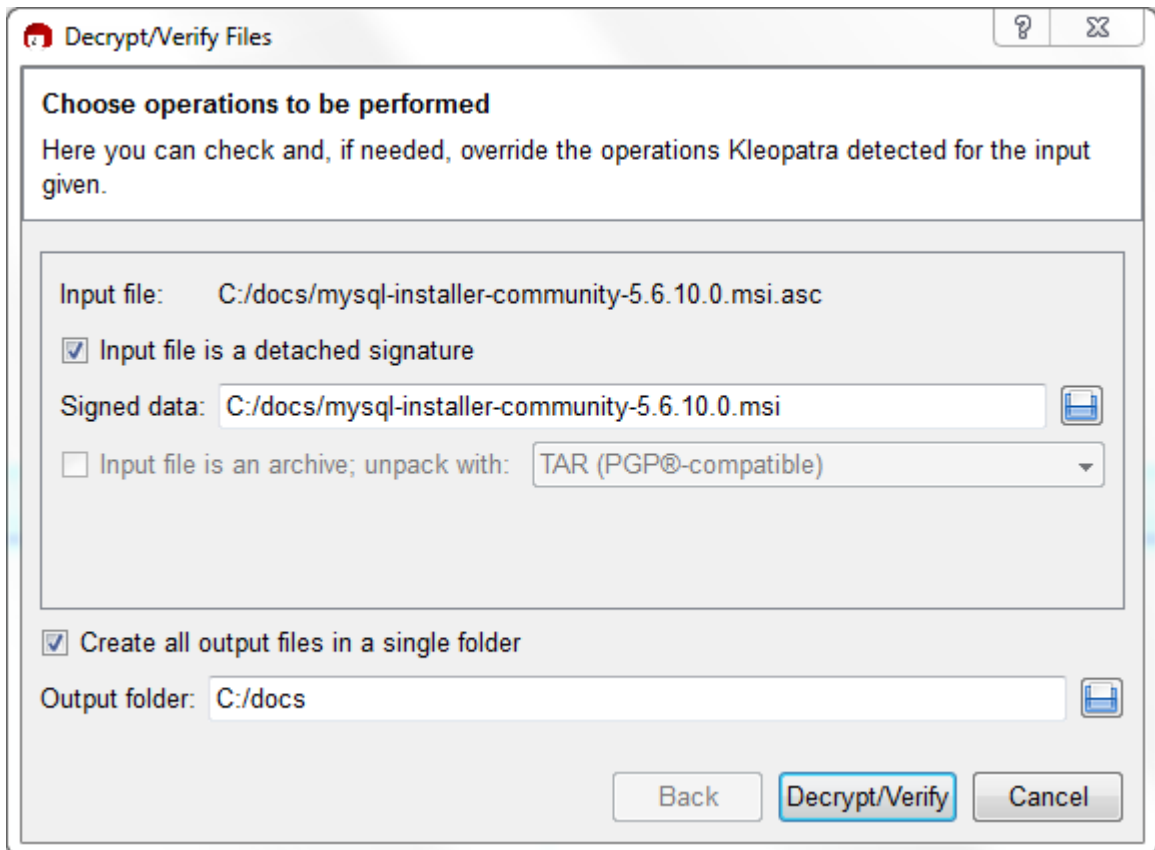 Decrypt/Verify Files
Choose operations to be performed
Here you can check and, if needed, override the operations Kleopatra detected for the input
given.
Input file: C:/docs/mysql-installer-community-5.6.10.0.msi.asc
Input file is a detached signature
Signed data: C:/docs/mysql-installer-community-5.6.10.0.msi
Input file is an archive; unpack with: TAR (PGP®-compatible)
Create all output files in a single folder
Output folder: C:/docs
Back Decrypt/Verify Cancel